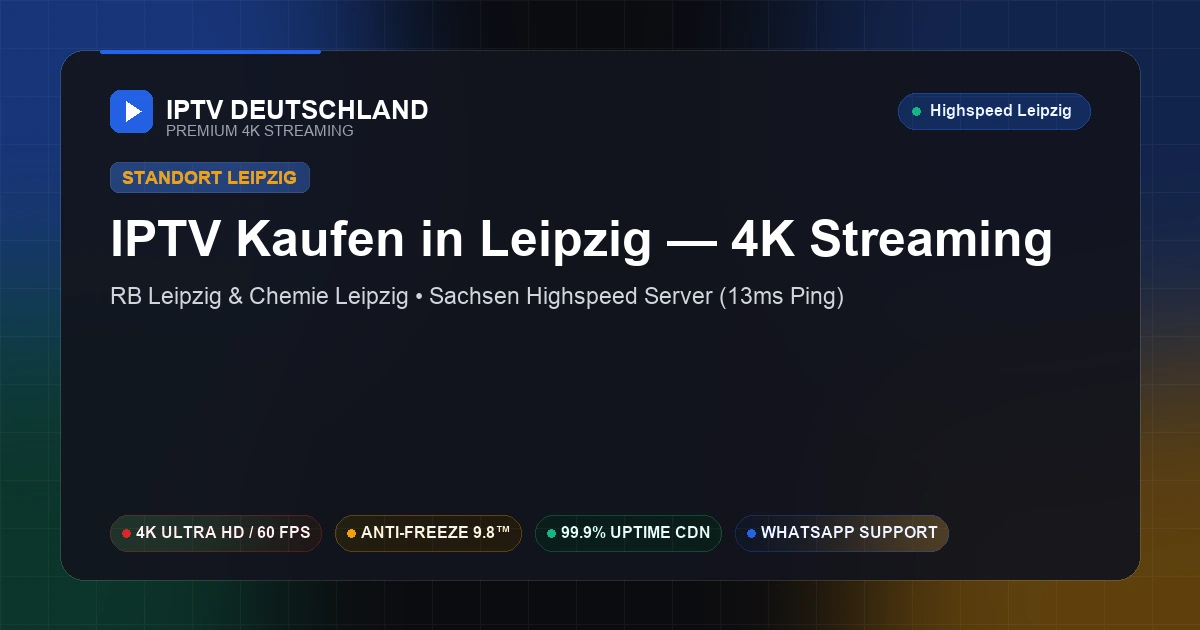 IPTV DEUTSCHLAND
PREMIUM 4K STREAMING
Highspeed Leipzig
STANDORT LEIPZIG
IPTV Kaufen in Leipzig — 4K Streaming
RB Leipzig & Chemie Leipzig • Sachsen Highspeed Server (13ms Ping)
4K ULTRA HD / 60 FPS
ANTI-FREEZE 9.8™
99.9% UPTIME CDN
WHATSAPP SUPPORT